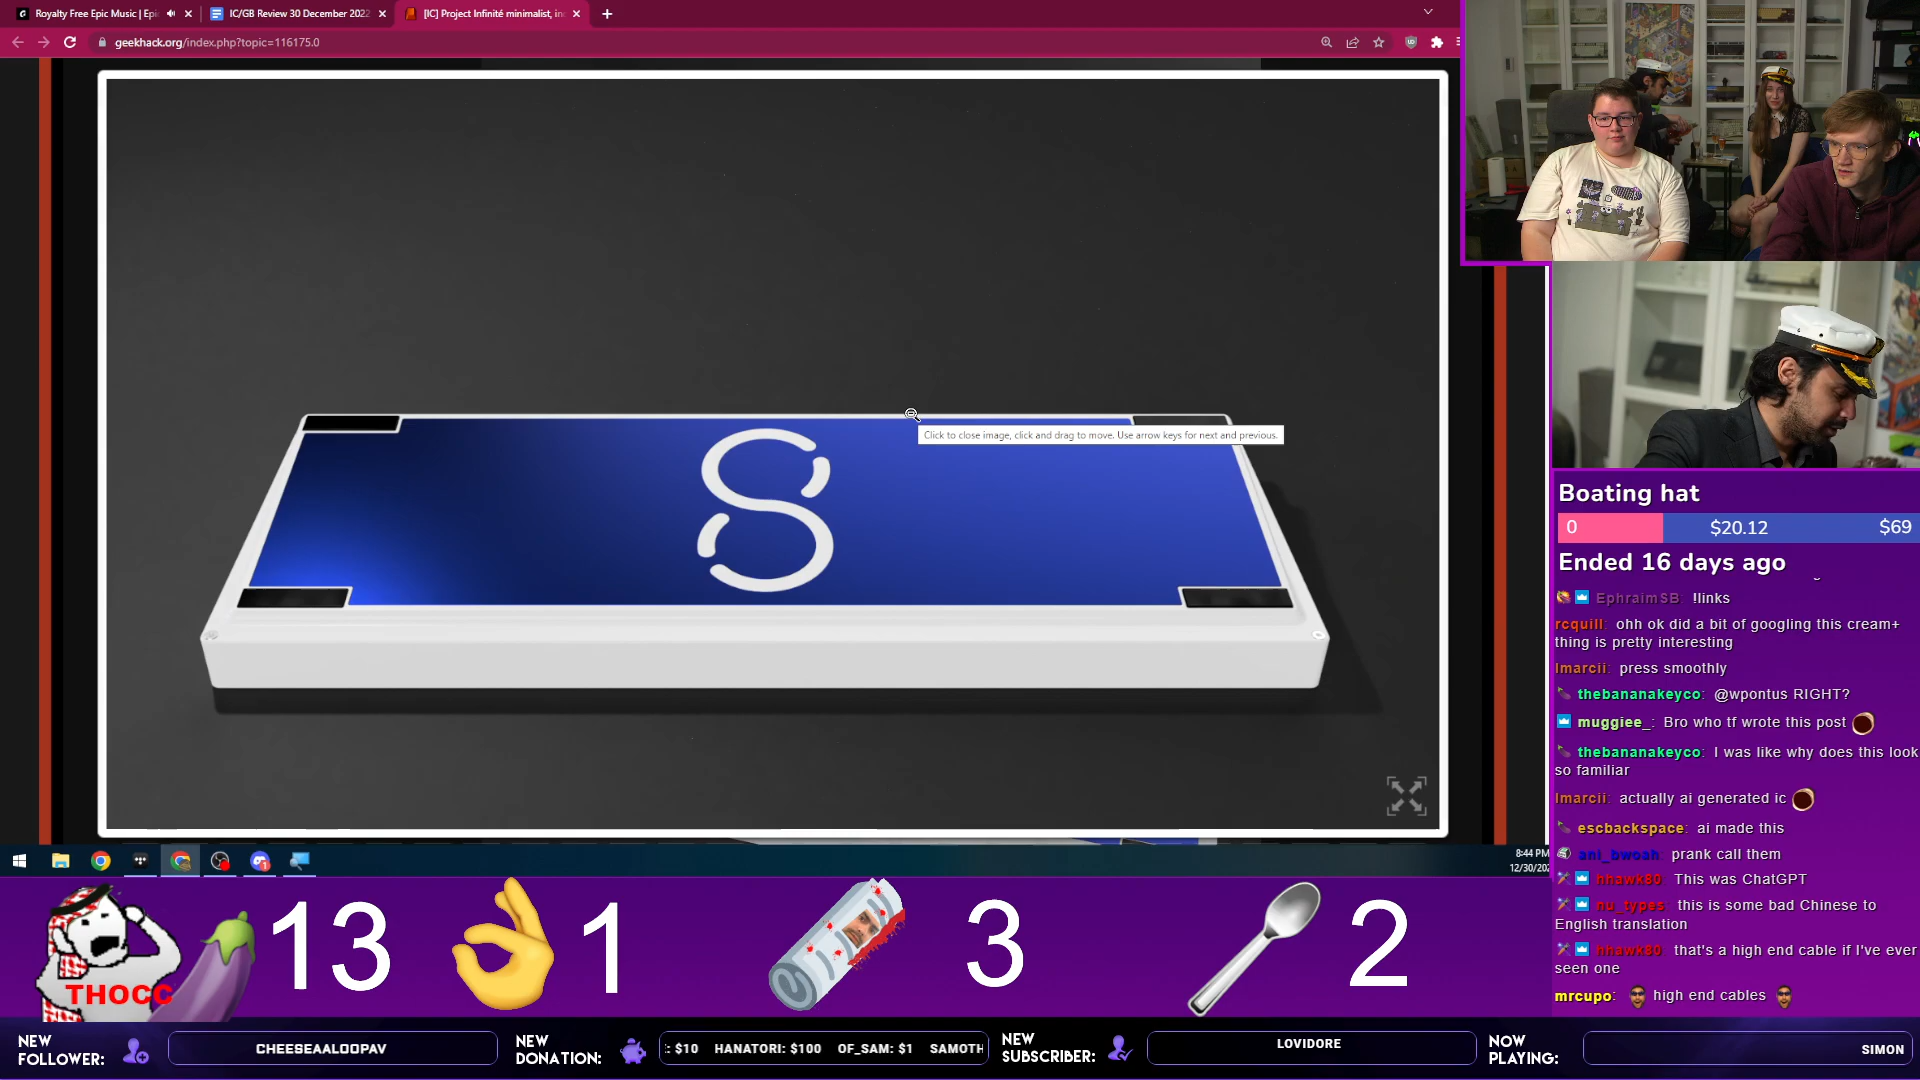 Royalty Free Epic Music | Epi
IC/GB Review 30 December 2022
[IC] Project Infinité minimalist, in
geekhack.org/index.php?topic=116175.0
Click to close image, click and drag to move. Use arrow keys for next and previous.
8:44 PM
12/30/20
Boating hat
0 $20.12 $69
Ended 16 days ago
EphraimSB: !links
rcquill: ohh ok did a bit of googling this cream+
thing is pretty interesting
lmarcii: press smoothly
thebananakeyco: @wpontus RIGHT?
muggiee_: Bro who tf wrote this post
thebananakeyco: I was like why does this look
so familiar
lmarcii: actually ai generated ic
escbackspace: ai made this
ani_bwoah: prank call them
hhawk80: This was ChatGPT
nu_types: this is some bad Chinese to
English translation
hhawk80: that's a high end cable if I've ever
seen one
mrcupo: high end cables
THOCC 13 1 3 2
NEW
FOLLOWER:
CHEESEAALOOPAV
NEW
DONATION:
: $10 HANATORI: $100 OF_SAM: $1 SAMOTH
NEW
SUBSCRIBER:
LOVIDORE
NOW
PLAYING:
SIMON